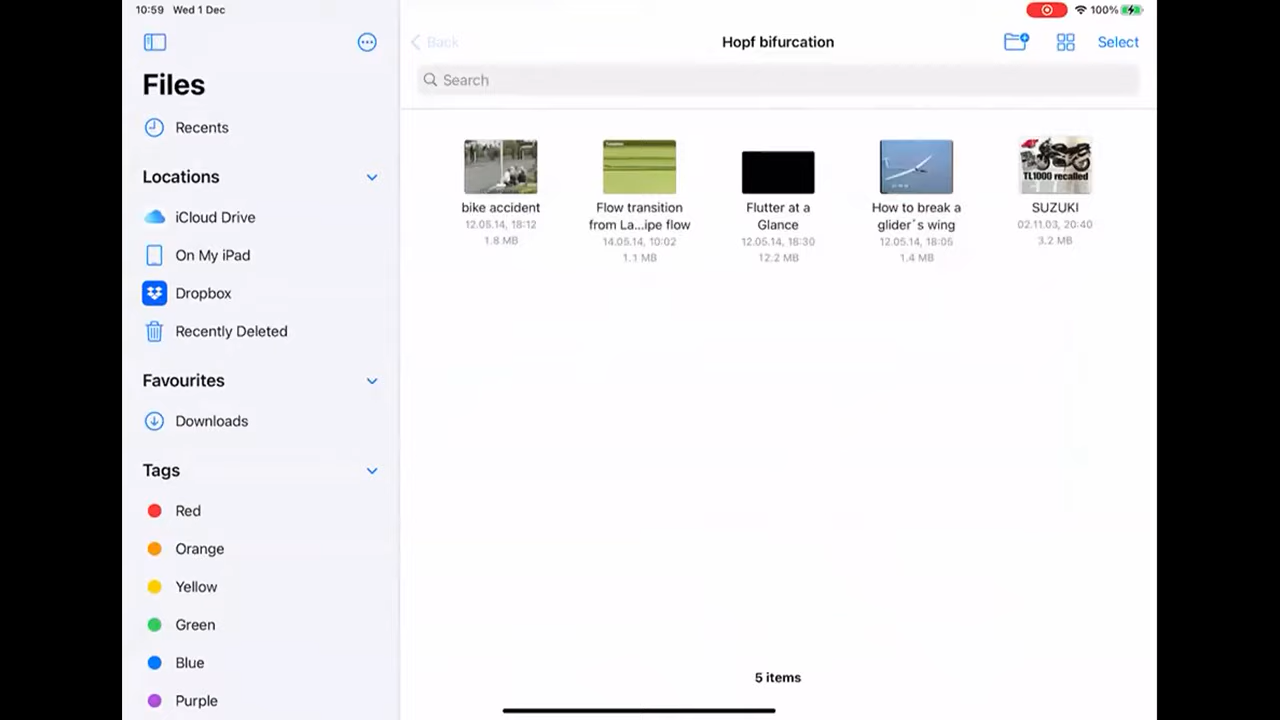 10:59 Wed 1 Dec
100%
Back
Hopf bifurcation
Select
Files
Search
Recents
Locations
iCloud Drive
On My iPad
Dropbox
Recently Deleted
Favourites
Downloads
Tags
Red
Orange
Yellow
Green
Blue
Purple
bike accident
12.05.14, 18:12
1.8 MB
Flow transition
from La...ipe flow
14.05.14, 10:02
1.1 MB
Flutter at a
Glance
12.05.14, 18:30
12.2 MB
How to break a
glider´s wing
12.05.14, 18:05
1.4 MB
TL1000 recalled
SUZUKI
02.11.03, 20:40
3.2 MB
5 items